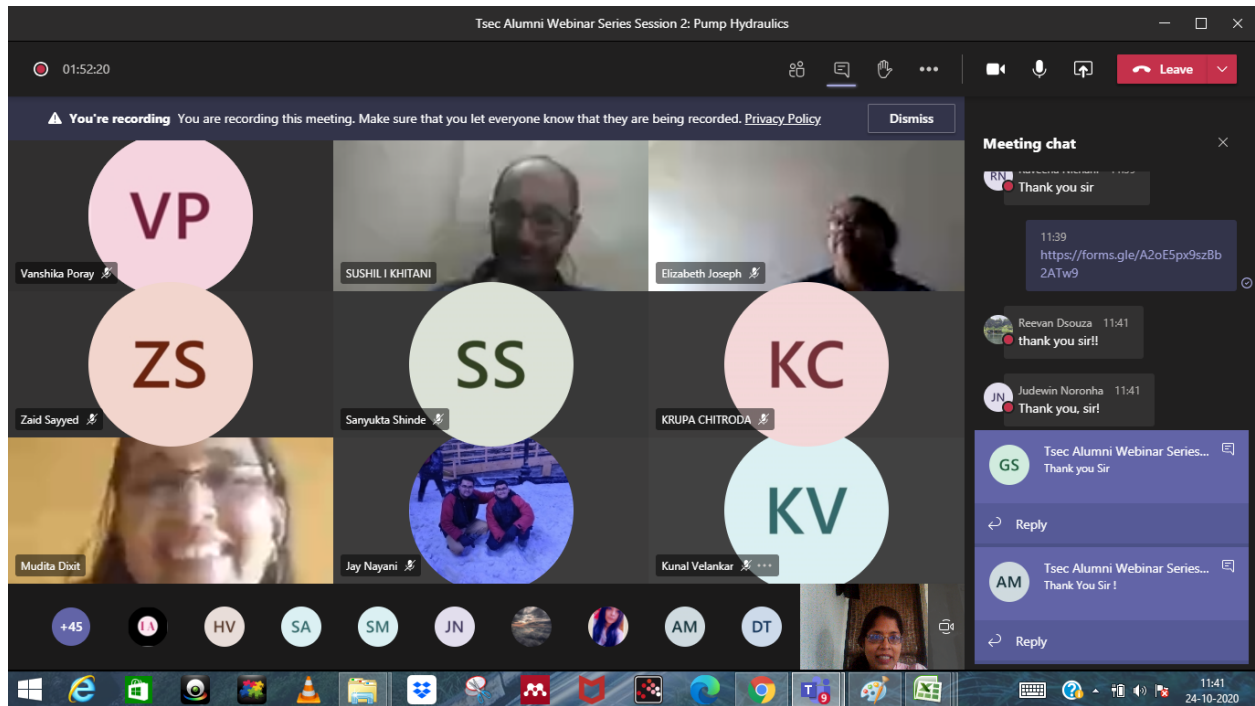 Tsec Alumni Webinar Series Session 2: Pump Hydraulics
01:52:20
Leave
You're recording You are recording this meeting. Make sure that you let everyone know that they are being recorded. Privacy Policy
Dismiss
VP
Vanshika Poray
SUSHIL I KHITANI
Elizabeth Joseph
ZS
Zaid Sayyed
SS
Sanyukta Shinde
KC
KRUPA CHITRODA
Mudita Dixit
Jay Nayani
KV
Kunal Velankar
+45
HV
SA
SM
JN
AM
DT
Meeting chat
RN
Thank you sir
11:39
https://forms.gle/A2oE5px9szBb
2ATw9
Reevan Dsouza 11:41
thank you sir!!
JN
Judewin Noronha 11:41
Thank you, sir!
GS
Tsec Alumni Webinar Series...
Thank you Sir
Reply
AM
Tsec Alumni Webinar Series...
Thank You Sir !
Reply
9
11:41
24-10-2020